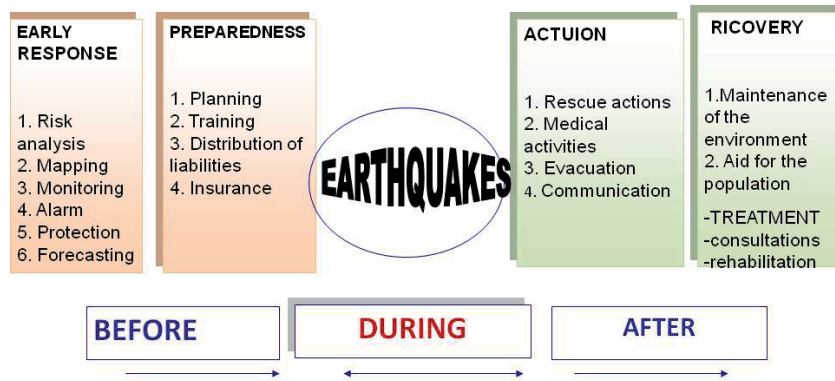 EARLY
RESPONSE
1. Risk
analysis
2. Mapping
3. Monitoring
4. Alarm
5. Protection
6. Forecasting
PREPAREDNESS
1. Planning
2. Training
3. Distribution of
liabilities
4. Insurance
EARTHQUAKES
ACTUION
1. Rescue actions
2. Medical
activities
3. Evacuation
4. Communication
RICOVERY
1.Maintenance
of the
environment
2. Aid for the
population
-TREATMENT
-consultations
-rehabilitation
BEFORE
DURING
AFTER